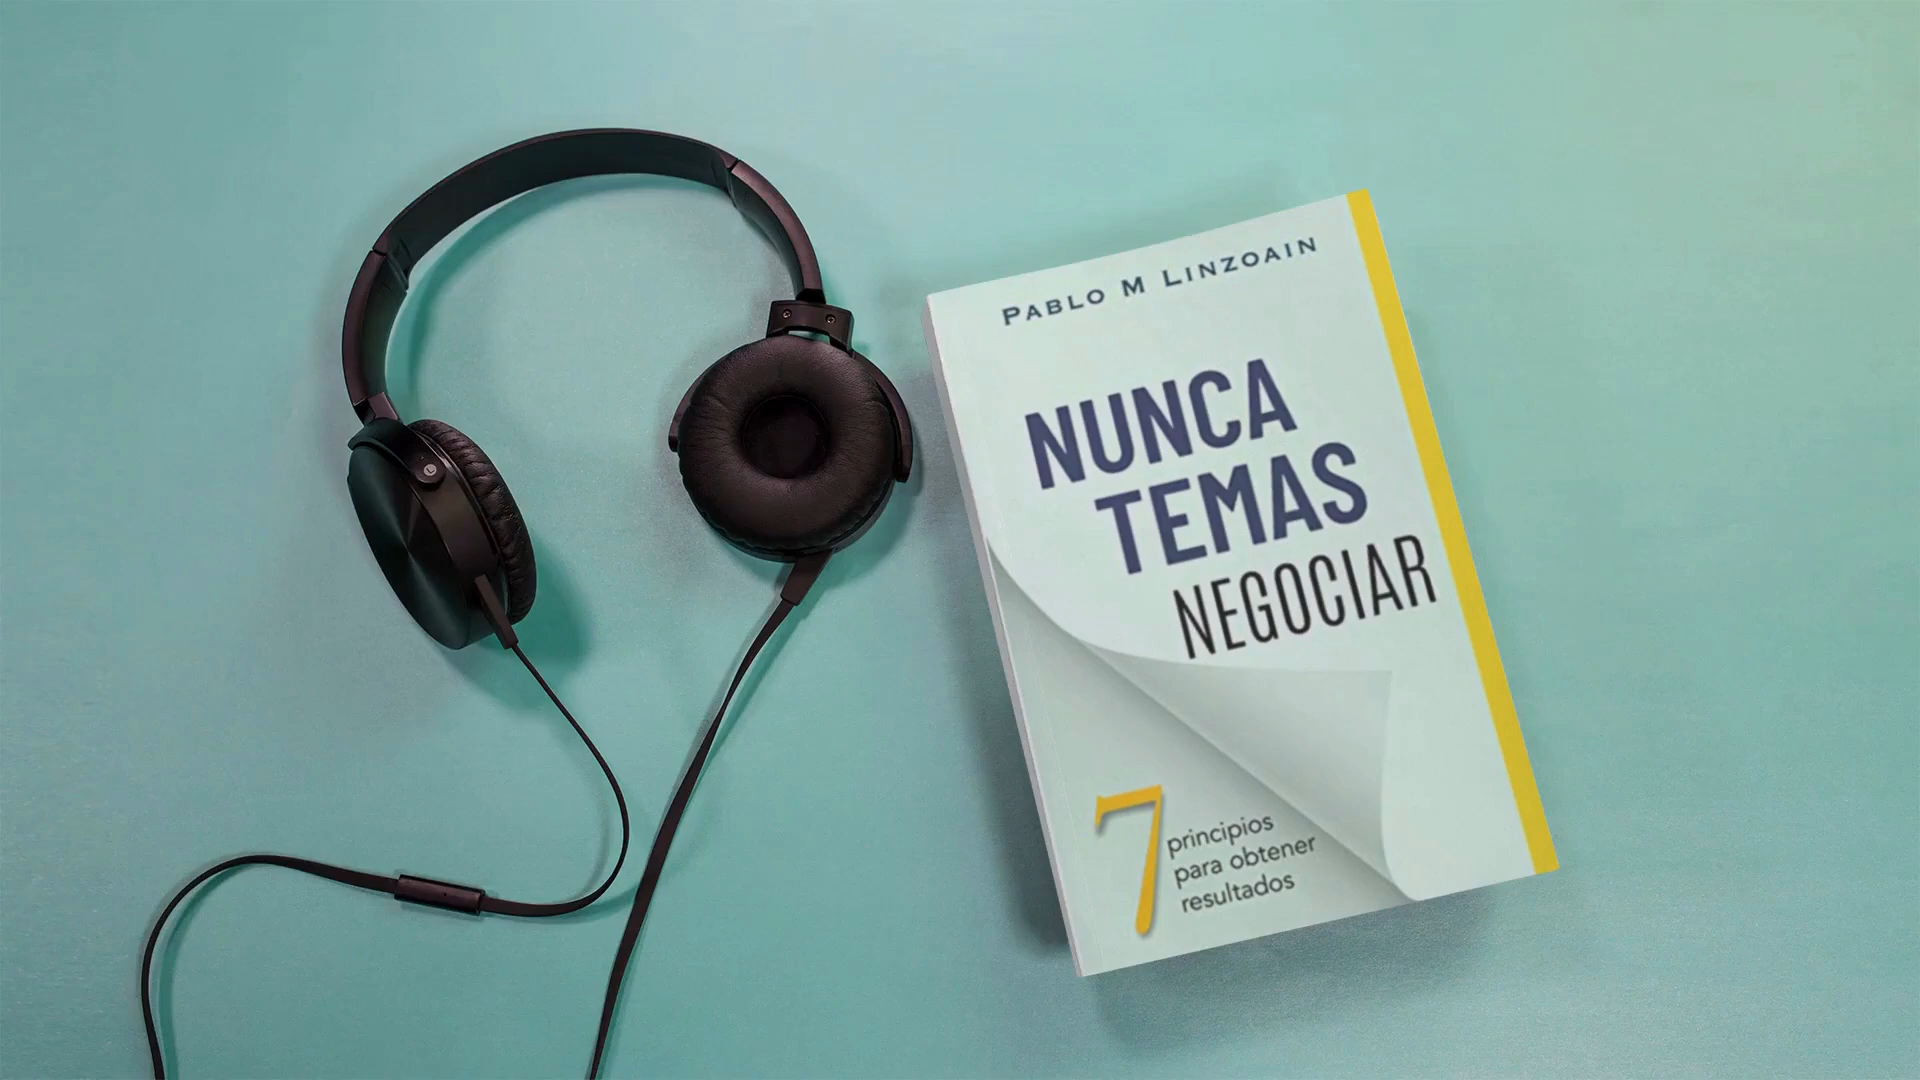 PABLO M LINZOAIN
NUNCA
TEMAS
NEGOCIAR
7
principios
para obtener
resultados
L